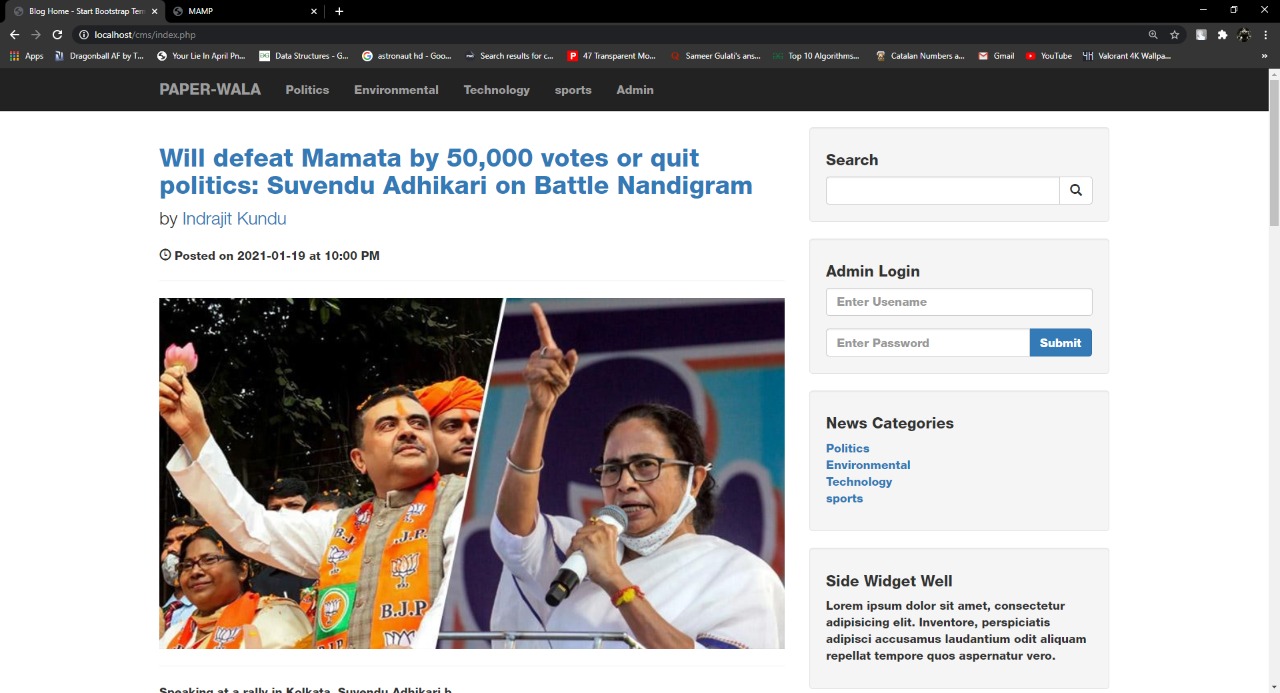 Blog Home - Start Bootstrap Tem
MAMP
localhost/cms/index.php
Apps
Dragonball AF by T...
Your Lie In April Pn...
Data Structures - G...
astronaut hd - Goo...
Search results for c...
47 Transparent Mo...
Sameer Gulati's ans...
Top 10 Algorithms...
Catalan Numbers a...
Gmail
YouTube
Valorant 4K Wallpa...
PAPER-WALA
Politics
Environmental
Technology
sports
Admin
Will defeat Mamata by 50,000 votes or quit
politics: Suvendu Adhikari on Battle Nandigram
by Indrajit Kundu
Posted on 2021-01-19 at 10:00 PM
B.J.P
B.J.P.
Speaking at a rally in Kolkata, Suvendu Adhikari b
Search
Admin Login
Enter Usename
Enter Password
Submit
News Categories
Politics
Environmental
Technology
sports
Side Widget Well
Lorem ipsum dolor sit amet, consectetur
adipisicing elit. Inventore, perspiciatis
adipisci accusamus laudantium odit aliquam
repellat tempore quos aspernatur vero.